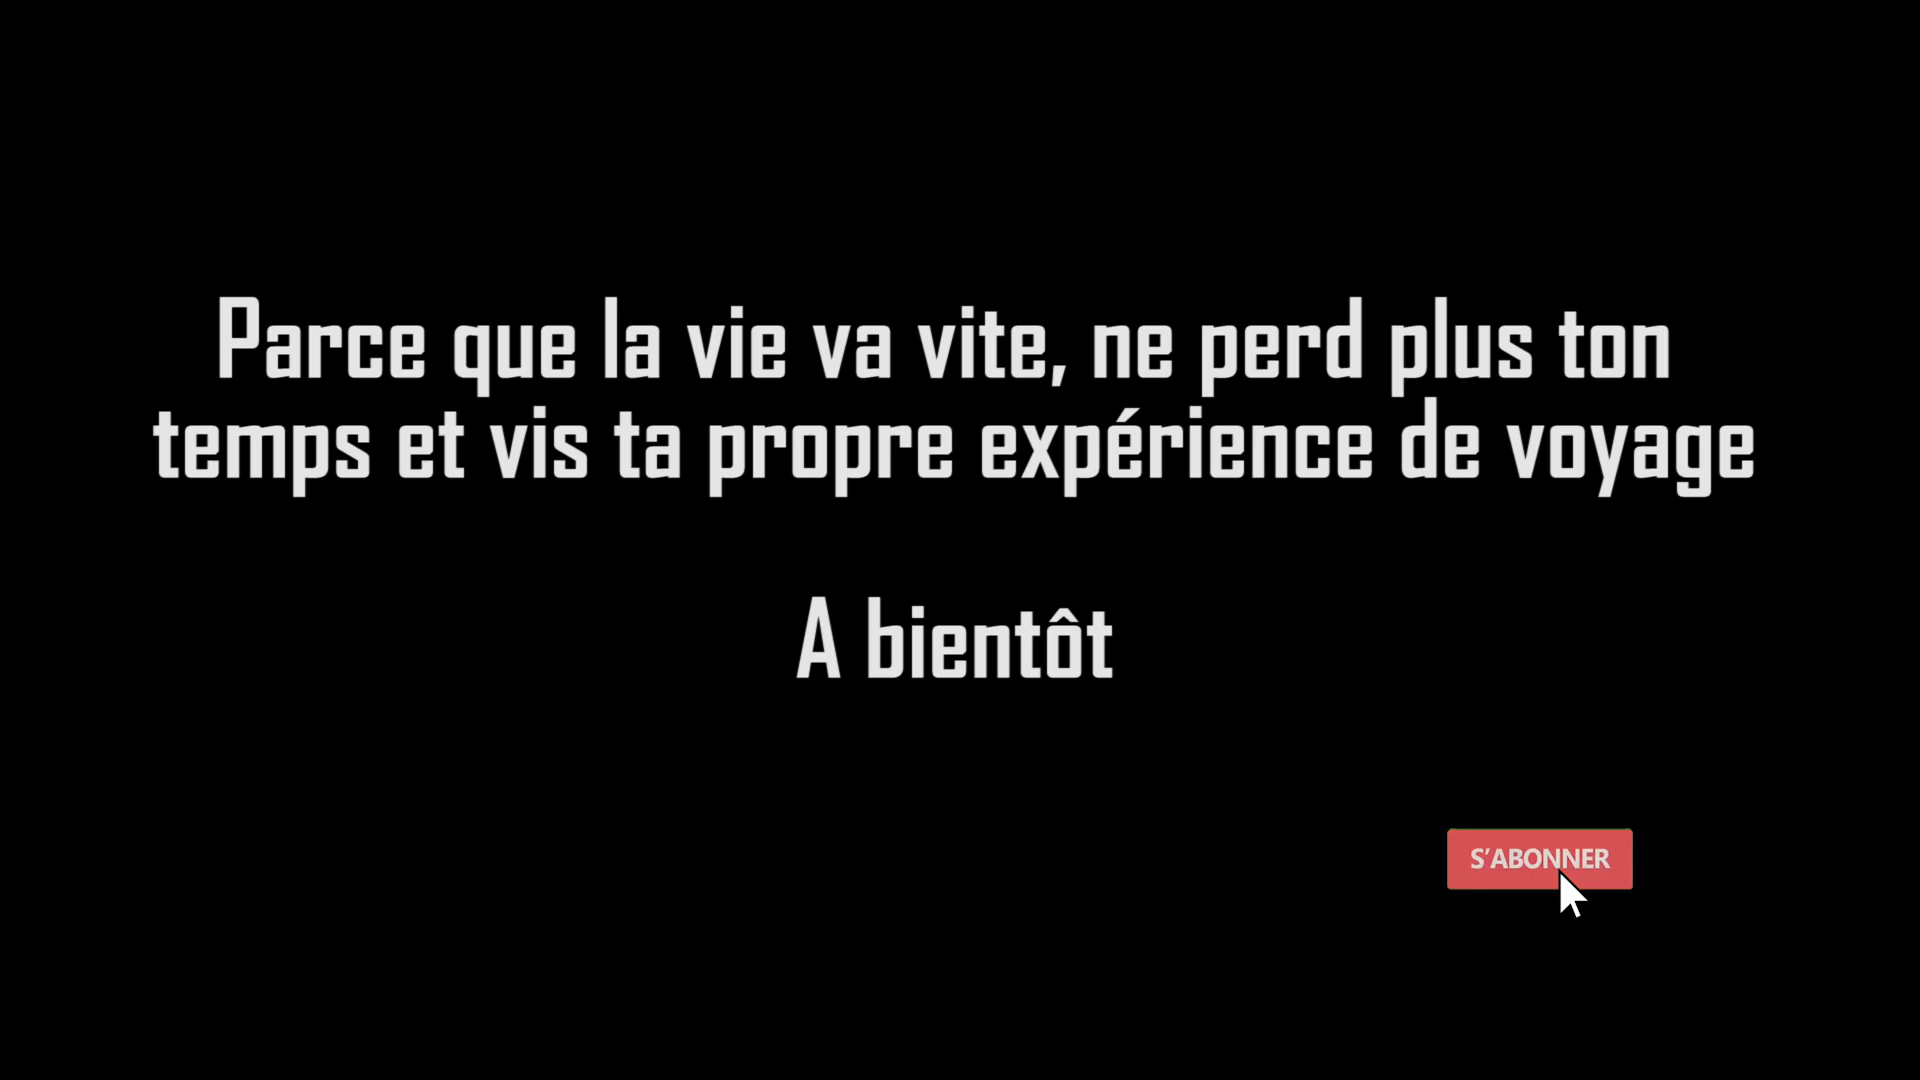 Parce que la vie va vite, ne perd plus ton
temps et vis ta propre expérience de voyage
A bientôt
S'ABONNER